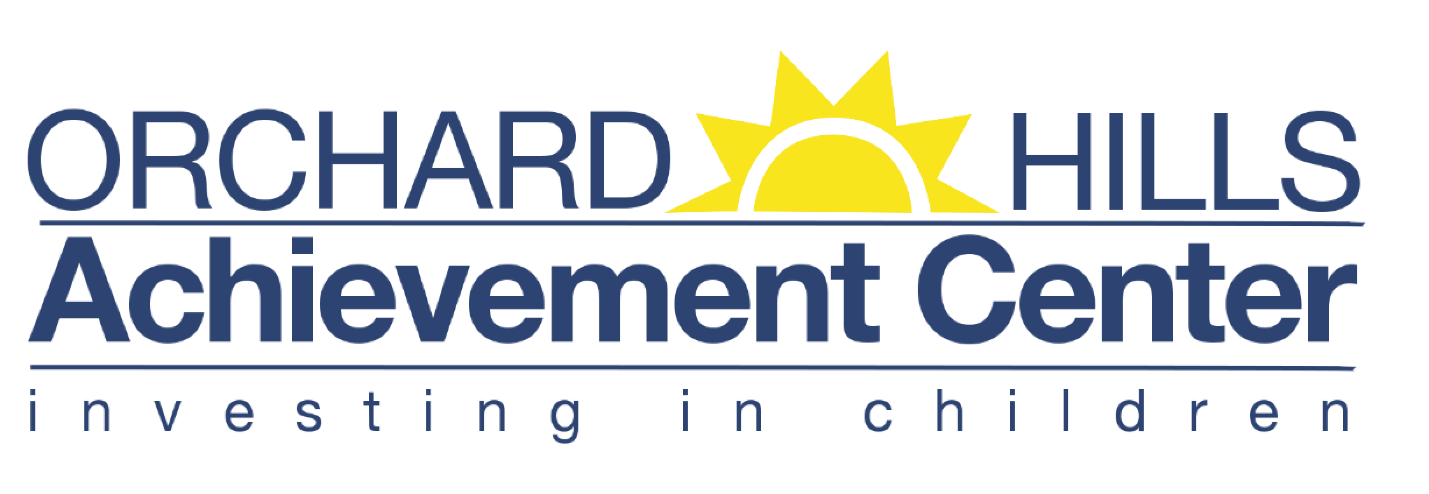 ORCHARD HILLS
Achievement Center
investing in children